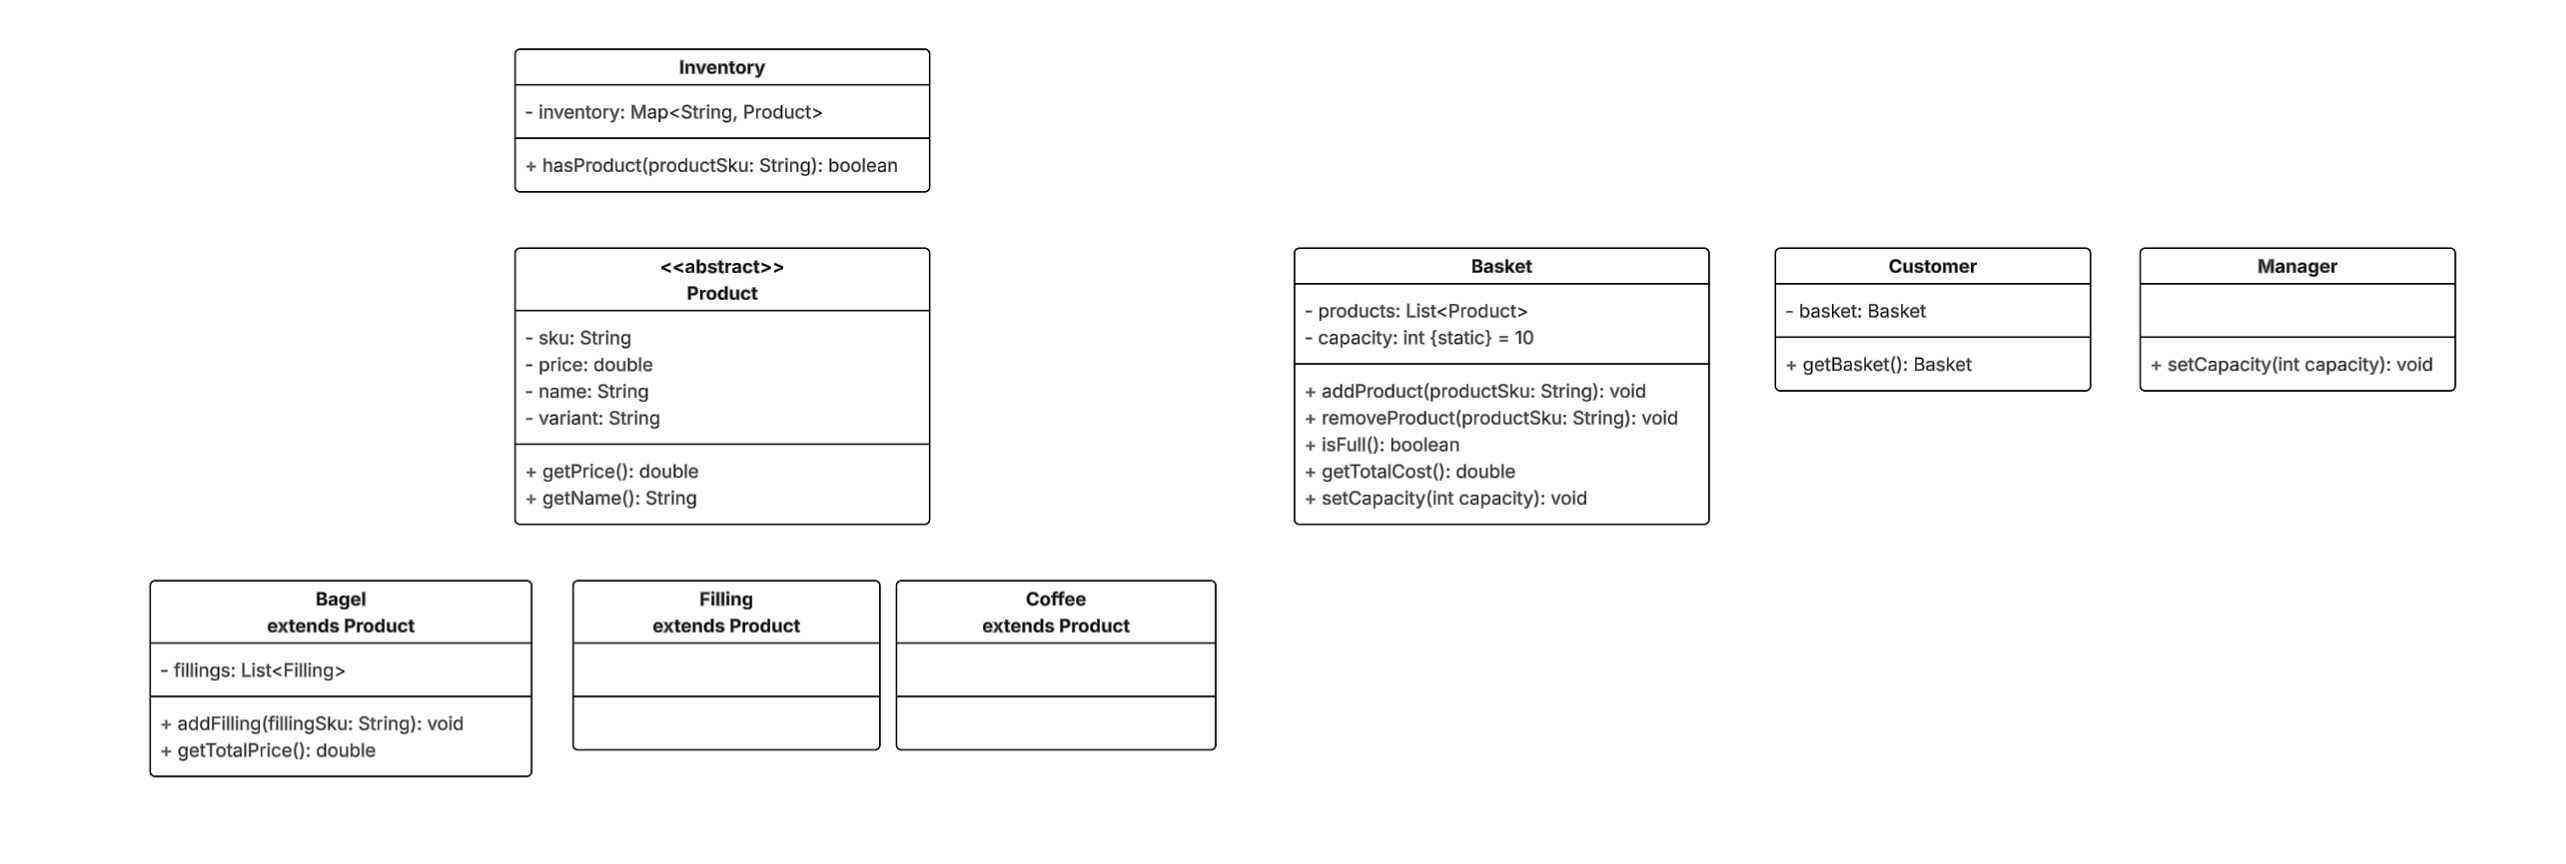 Inventory
- inventory: Map<String, Product>
+ hasProduct(productSku: String): boolean
<<abstract>>
Product
- sku: String
- price: double
- name: String
- variant: String
+ getPrice(): double
+ getName(): String
Basket
- products: List<Product>
- capacity: int {static} = 10
+ addProduct(productSku: String): void
+ removeProduct(productSku: String): void
+ isFull(): boolean
+ getTotalCost(): double
+ setCapacity(int capacity): void
Customer
- basket: Basket
+ getBasket(): Basket
Manager
+ setCapacity(int capacity): void
Bagel
extends Product
- fillings: List<Filling>
+ addFilling(fillingSku: String): void
+ getTotalPrice(): double
Filling
extends Product
Coffee
extends Product